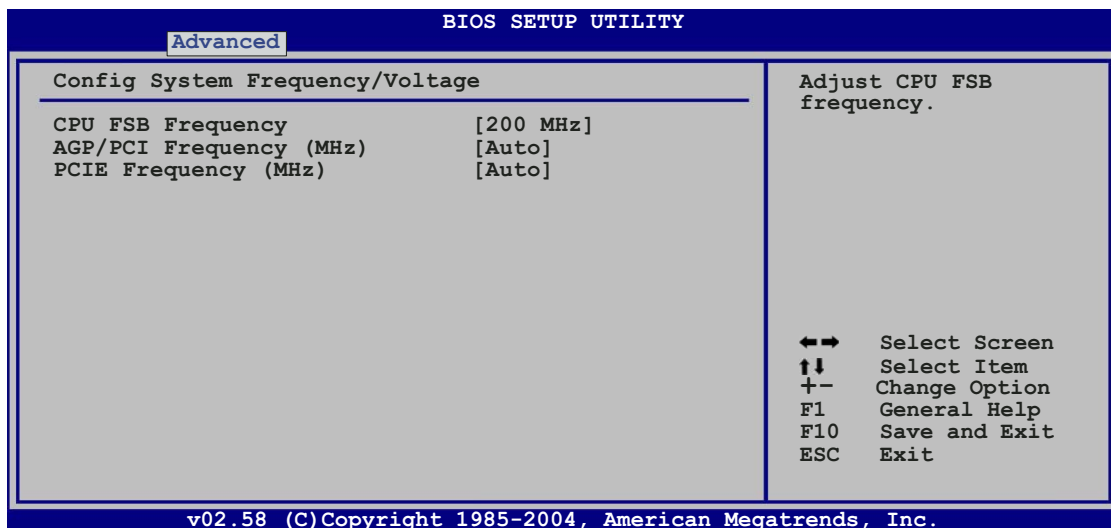 BIOS SETUP UTILITY
Advanced
Config System Frequency/Voltage
CPU FSB Frequency [200 MHz]
AGP/PCI Frequency (MHz) [Auto]
PCIE Frequency (MHz) [Auto]
Adjust CPU FSB
frequency.
←→ Select Screen
↑↓ Select Item
+- Change Option
F1 General Help
F10 Save and Exit
ESC Exit
v02.58 (C)Copyright 1985-2004, American Megatrends, Inc.